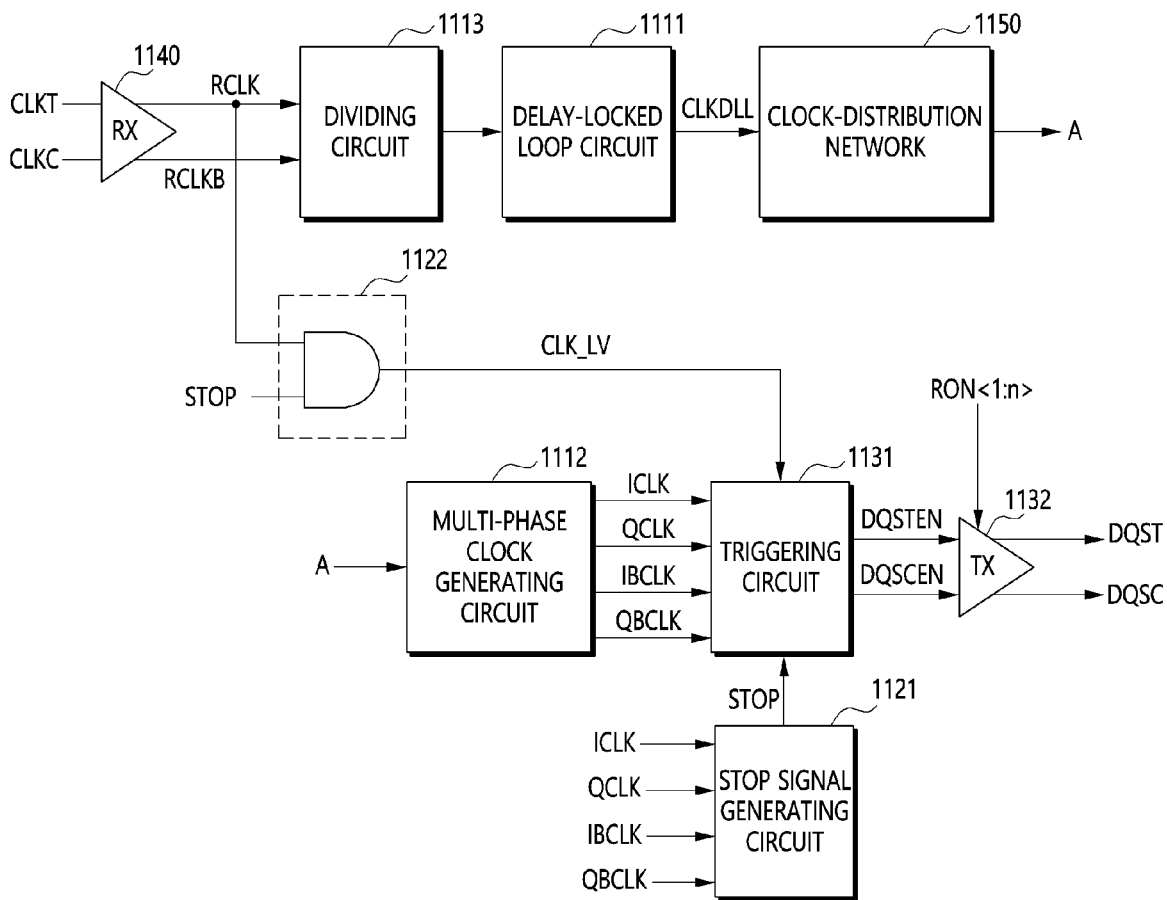 1113
1111
1150
1140
CLKT
CLKC
RX
RCLK
RCLKB
DIVIDING
CIRCUIT
DELAY-LOCKED
LOOP CIRCUIT
CLKDLL
CLOCK-DISTRIBUTION
NETWORK
A
1122
STOP
CLK_LV
RON<1:n>
1112
1131
1132
A
MULTI-PHASE
CLOCK
GENERATING
CIRCUIT
ICLK
QCLK
IBCLK
QBCLK
TRIGGERING
CIRCUIT
DQSTEN
DQSCEN
TX
DQST
DQSC
STOP
1121
ICLK
QCLK
IBCLK
QBCLK
STOP SIGNAL
GENERATING
CIRCUIT